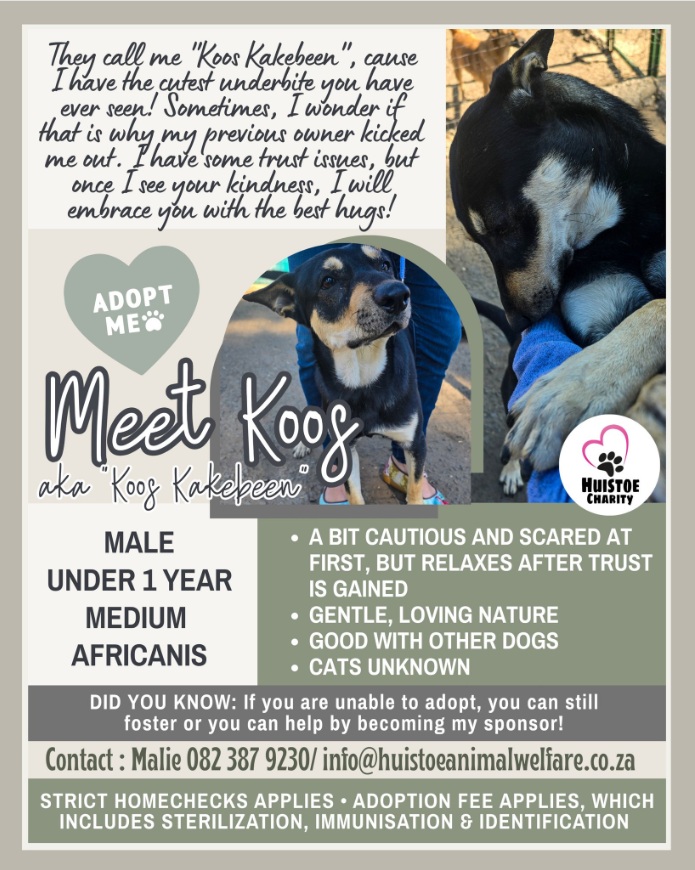 They call me "Koos Kakebeen", cause
I have the cutest underbite you have
ever seen! Sometimes, I wonder if
that is why my previous owner kicked
me out. I have some trust issues, but
once I see your kindness, I will
embrace you with the best hugs!
ADOPT
ME
Meet Koos
aka "Koos Kakebeen"
HUISTOE
CHARITY
MALE
UNDER 1 YEAR
MEDIUM
AFRICANIS
• A BIT CAUTIOUS AND SCARED AT
FIRST, BUT RELAXES AFTER TRUST
IS GAINED
• GENTLE, LOVING NATURE
• GOOD WITH OTHER DOGS
• CATS UNKNOWN
DID YOU KNOW: If you are unable to adopt, you can still
foster or you can help by becoming my sponsor!
Contact : Malie 082 387 9230/ info@huistoeanimalwelfare.co.za
STRICT HOMECHECKS APPLIES • ADOPTION FEE APPLIES, WHICH
INCLUDES STERILIZATION, IMMUNISATION & IDENTIFICATION